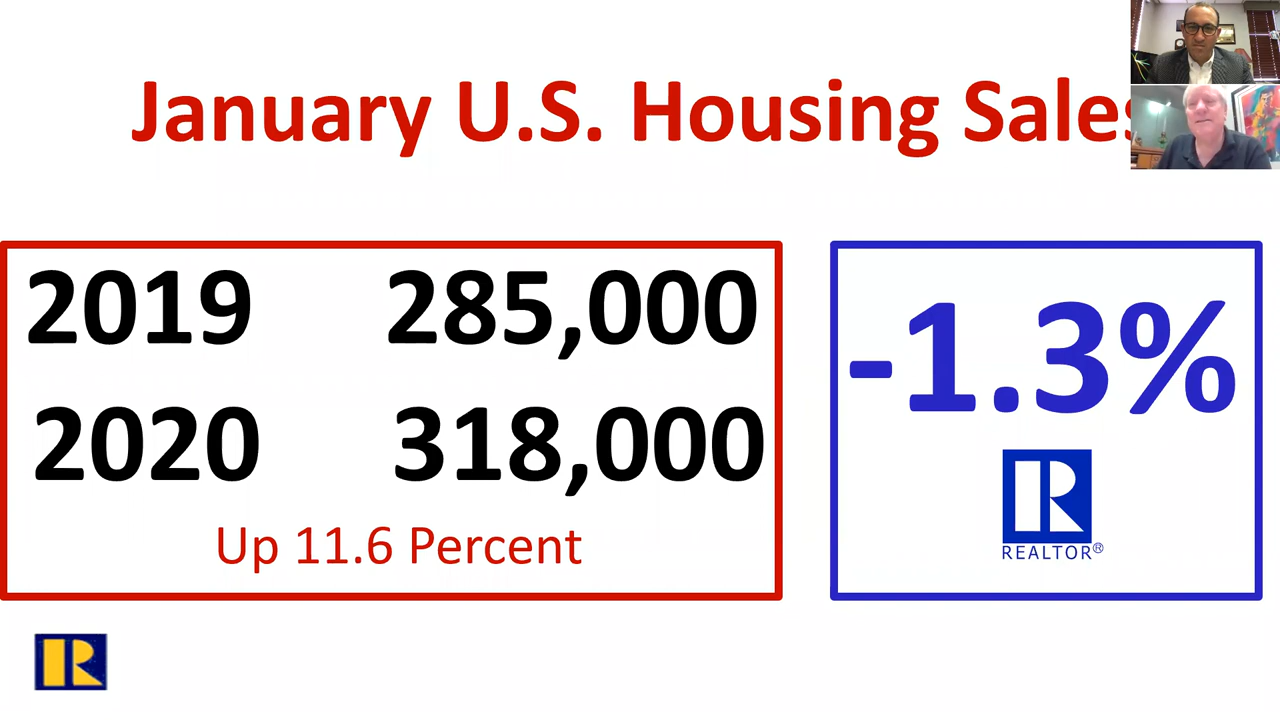 January U.S. Housing Sales
2019 285,000
2020 318,000
Up 11.6 Percent
-1.3%
REALTOR®